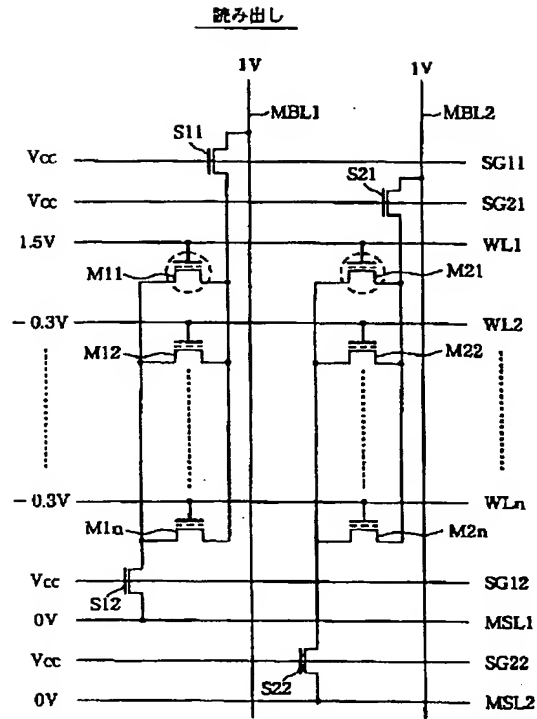 読み出し
1V 1V
MBL1 MBL2
S11
Vcc SG11
S21
Vcc SG21
1.5V WL1
M11 M21
−0.3V WL2
M12 M22
−0.3V WLn
M1n M2n
Vcc SG12
S12
0V MSL1
Vcc SG22
S22
0V MSL2